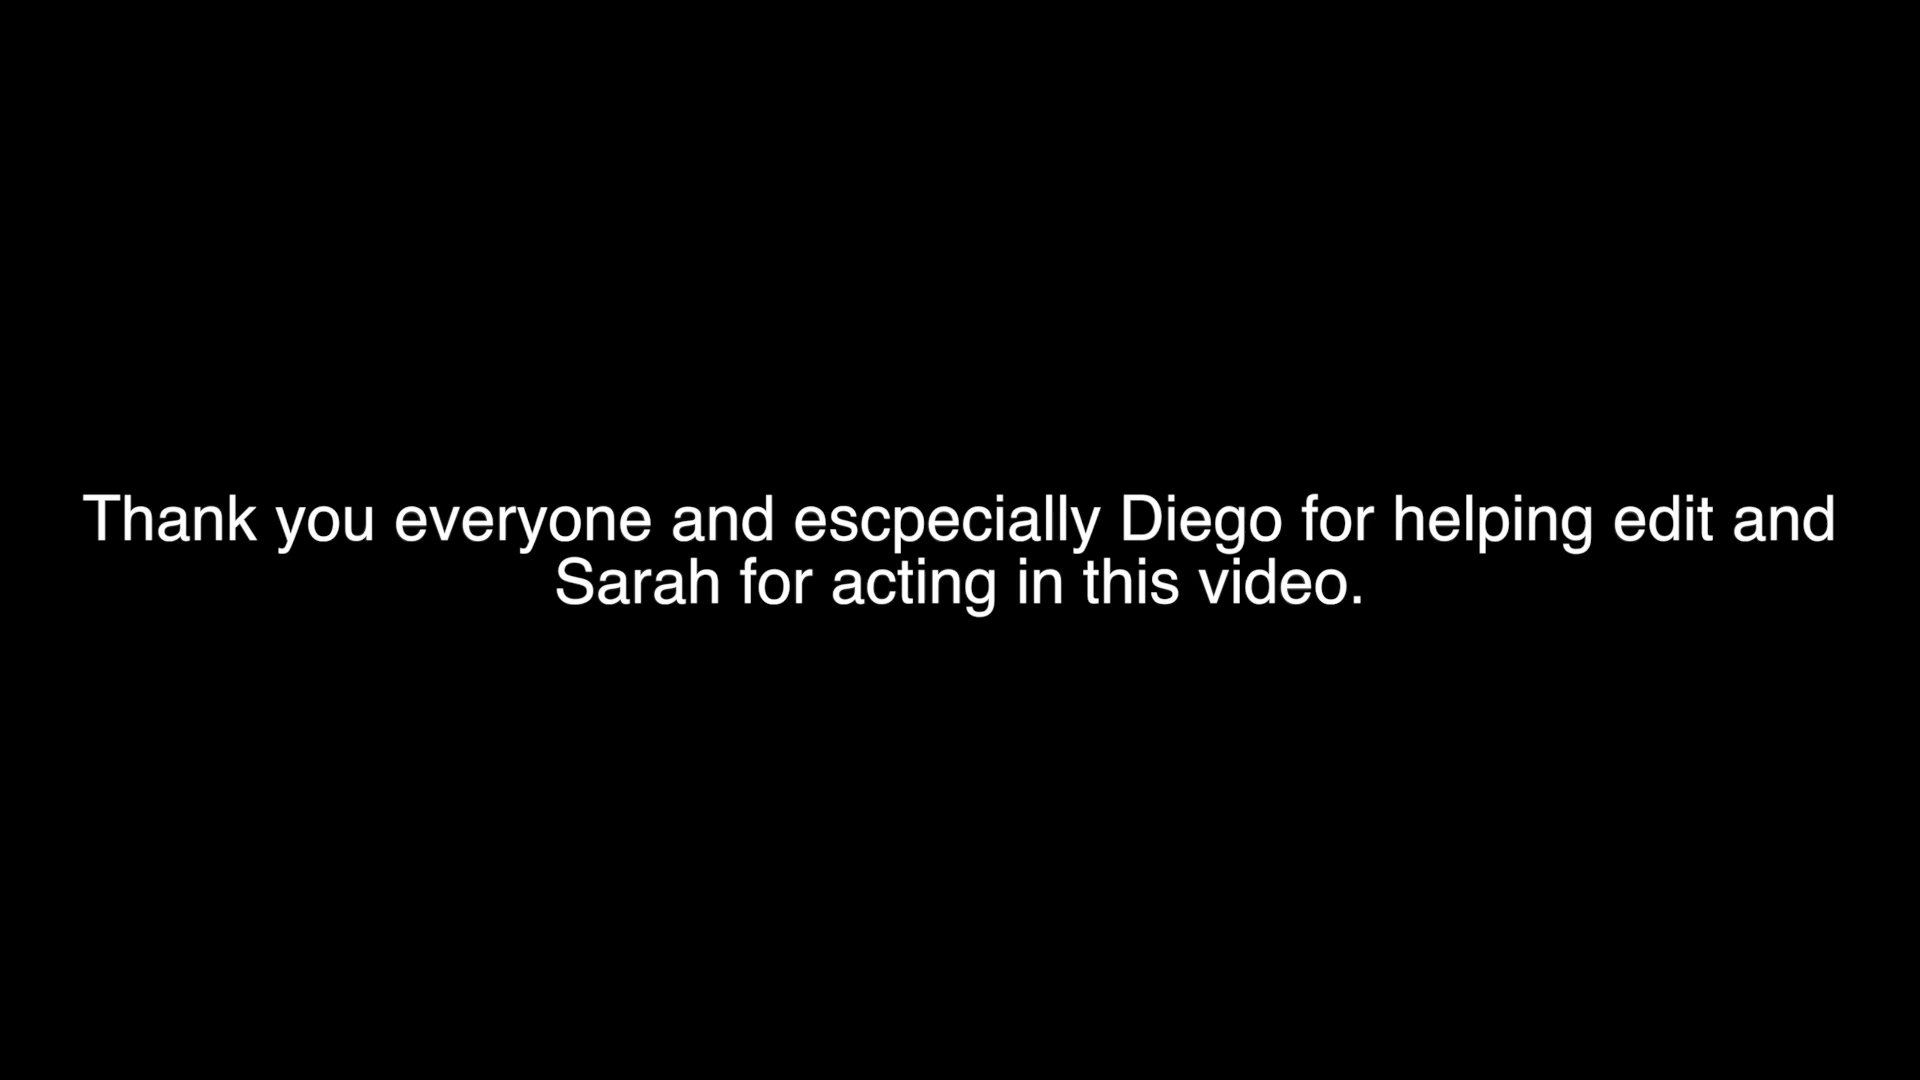 Thank you everyone and escpecially Diego for helping edit and
Sarah for acting in this video.